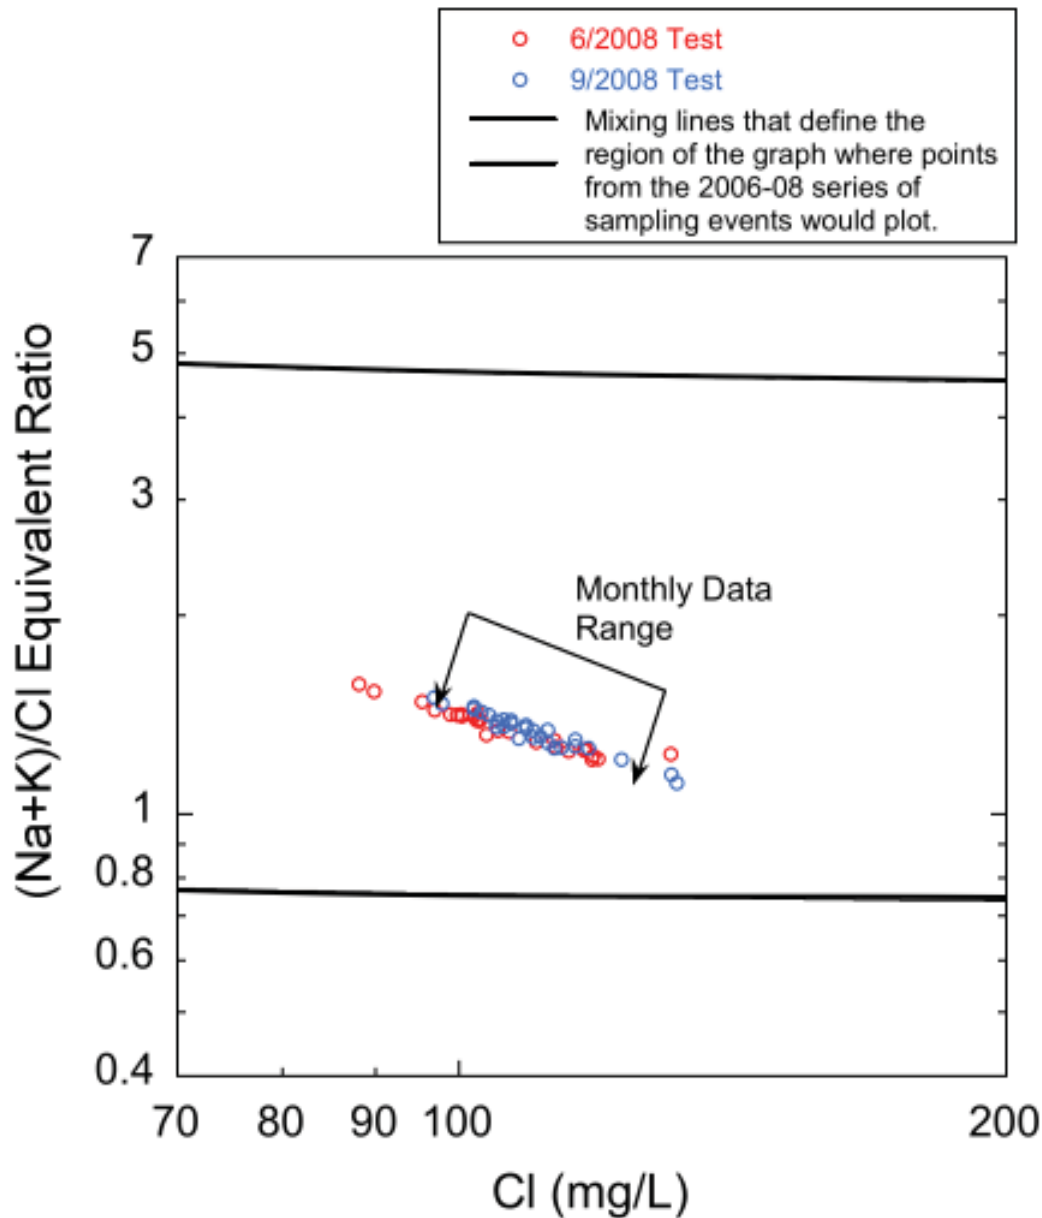 6/2008 Test
9/2008 Test
Mixing lines that define the
region of the graph where points
from the 2006-08 series of
sampling events would plot.
7
5
3
1
0.8
0.6
0.4
(Na+K)/Cl Equivalent Ratio
Monthly Data
Range
70
80
90
100
200
Cl (mg/L)